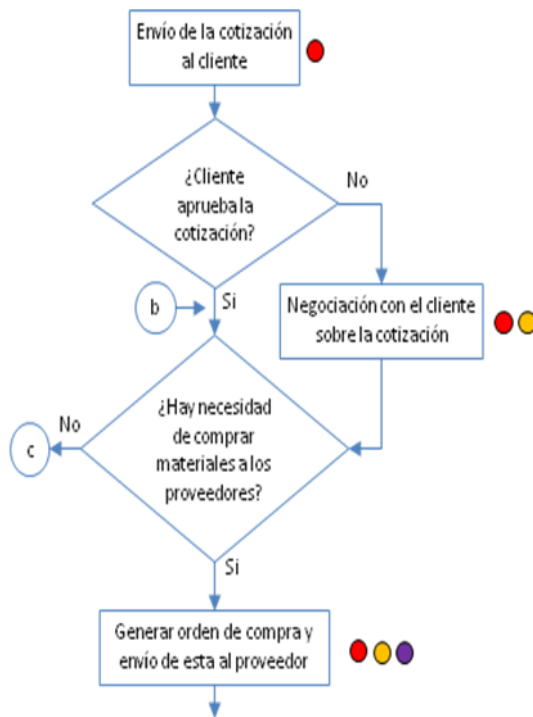 Envío de la cotización
al cliente
¿Cliente
aprueba la
cotización?
No
Si
b
Negociación con el cliente
sobre la cotización
¿Hay necesidad
de comprar
materiales a los
proveedores?
No
c
Si
Generar orden de compra y
envío de esta al proveedor